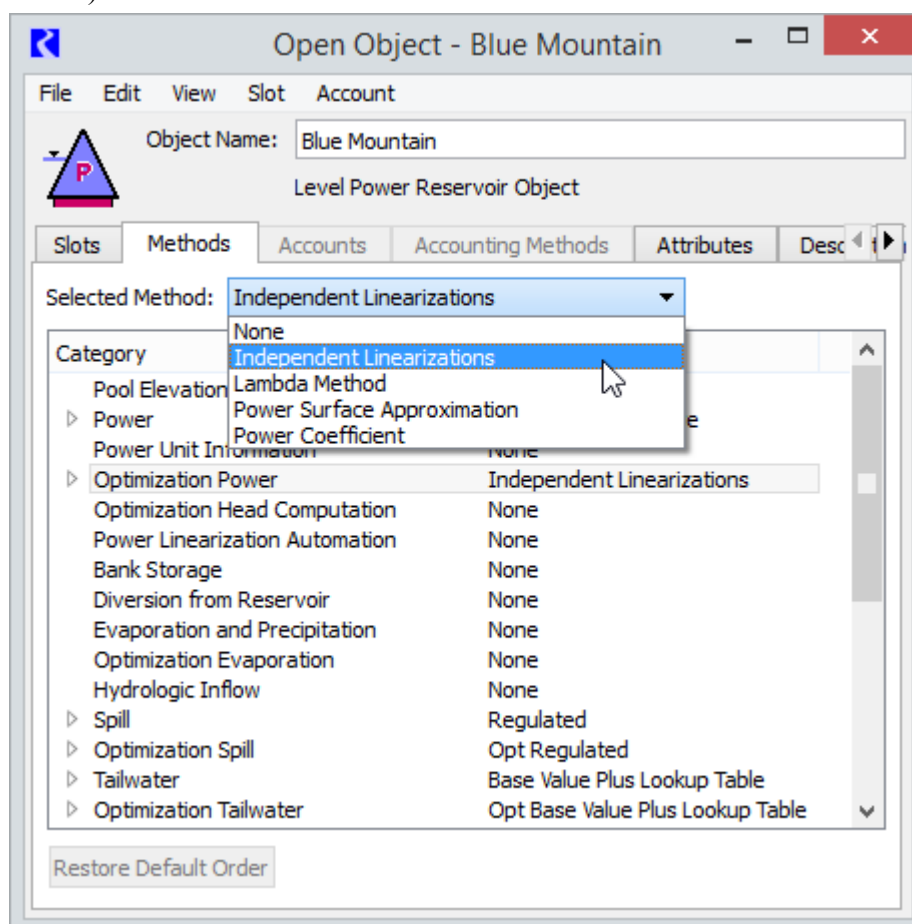 Open Object - Blue Mountain
File Edit View Slot Account
Object Name: Blue Mountain
P
Level Power Reservoir Object
Slots Methods Accounts Accounting Methods Attributes
Selected Method: Independent Linearizations
None
Category Independent Linearizations
Pool Elevation Lambda Method
Power Power Surface Approximation e
Power Coefficient
Power Unit Information None
Optimization Power Independent Linearizations
Optimization Head Computation None
Power Linearization Automation None
Bank Storage None
Diversion from Reservoir None
Evaporation and Precipitation None
Optimization Evaporation None
Hydrologic Inflow None
Spill Regulated
Optimization Spill Opt Regulated
Tailwater Base Value Plus Lookup Table
Optimization Tailwater Opt Base Value Plus Lookup Table
Restore Default Order